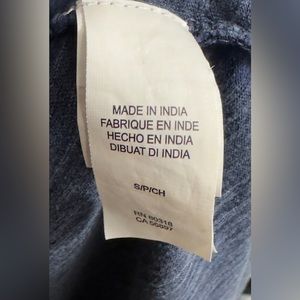 MADE IN INDIA
FABRIQUE EN INDE
HECHO EN INDIA
DIBUAT DI INDIA
S/P/CH
RN 80318
CA 55697